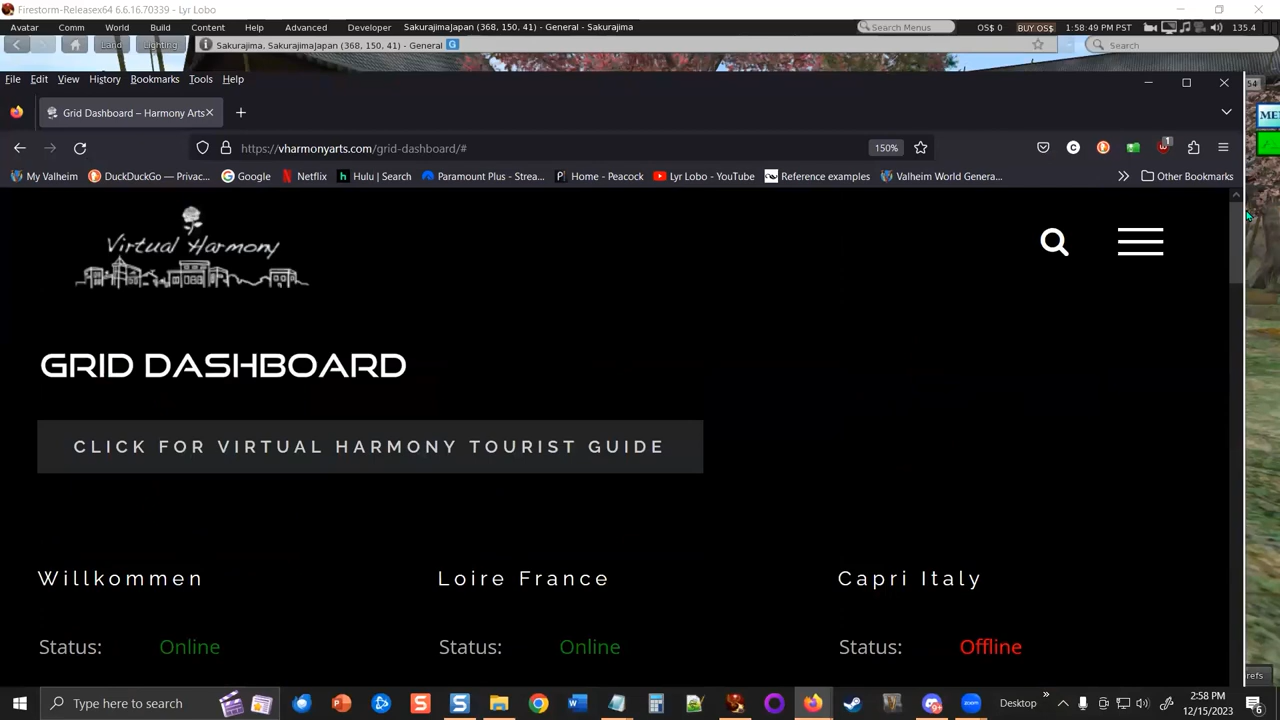 Firestorm-Releasex64 6.6.16.70339 - Lyr Lobo
Avatar Comm World Build Content Help Advanced Developer Sakurajima, SakurajimaJapan (368, 150, 41) - General - Sakurajima Search Menus OS$ 0 BUY OS$ 1:58:49 PM PST 135.4
Land Lighting Sakurajima, SakurajimaJapan (368, 150, 41) - General G Search
File Edit View History Bookmarks Tools Help
54
Grid Dashboard – Harmony Arts
ME
https://vharmonyarts.com/grid-dashboard/# 150% 1
My Valheim DuckDuckGo — Privac... Google Netflix Hulu | Search Paramount Plus - Strea... Home - Peacock Lyr Lobo - YouTube Reference examples Valheim World Genera... Other Bookmarks
Virtual Harmony
GRID DASHBOARD
CLICK FOR VIRTUAL HARMONY TOURIST GUIDE
Willkommen Loire France Capri Italy
Status: Online Status: Online Status: Offline
refs
Type here to search Desktop 2:58 PM
12/15/2023 6